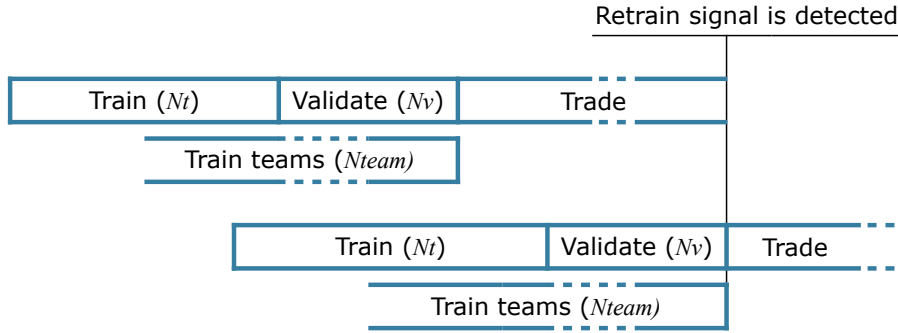 Retrain signal is detected
Train (Nt) Validate (Nv) Trade
Train teams (Nteam)
Train (Nt) Validate (Nv) Trade
Train teams (Nteam)